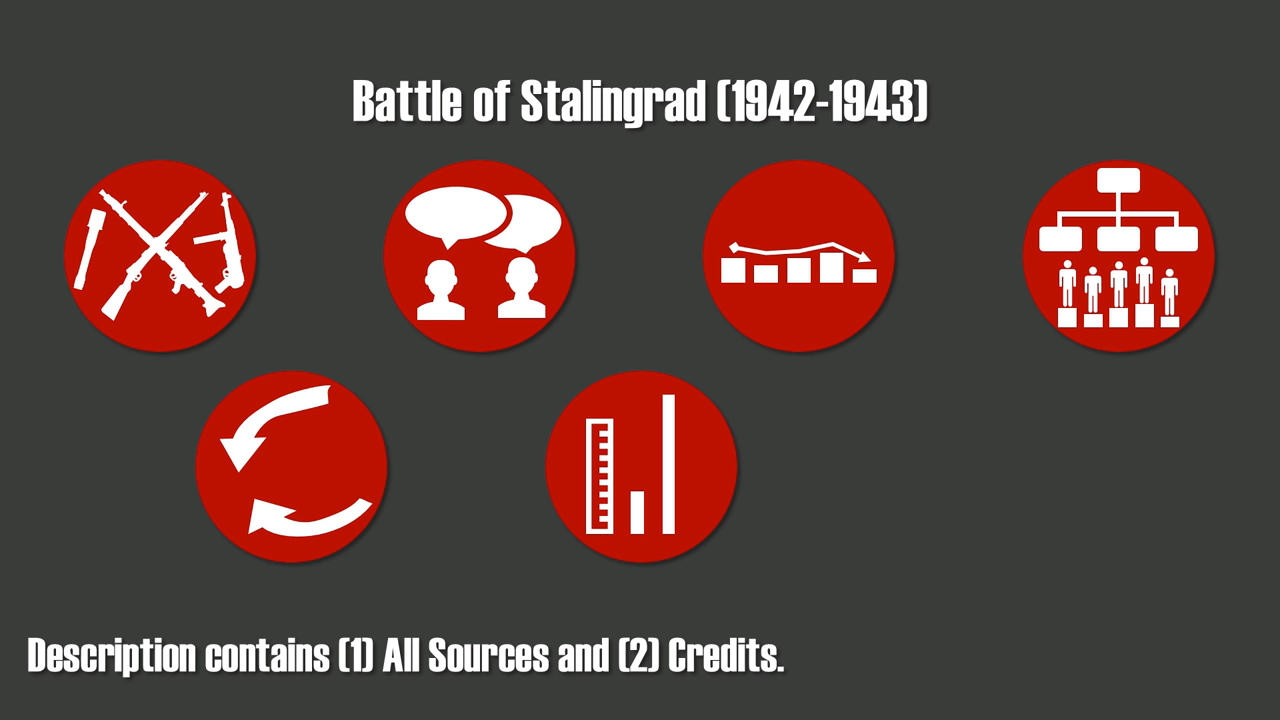 Battle of Stalingrad (1942-1943)
Description contains (1) All Sources and (2) Credits.